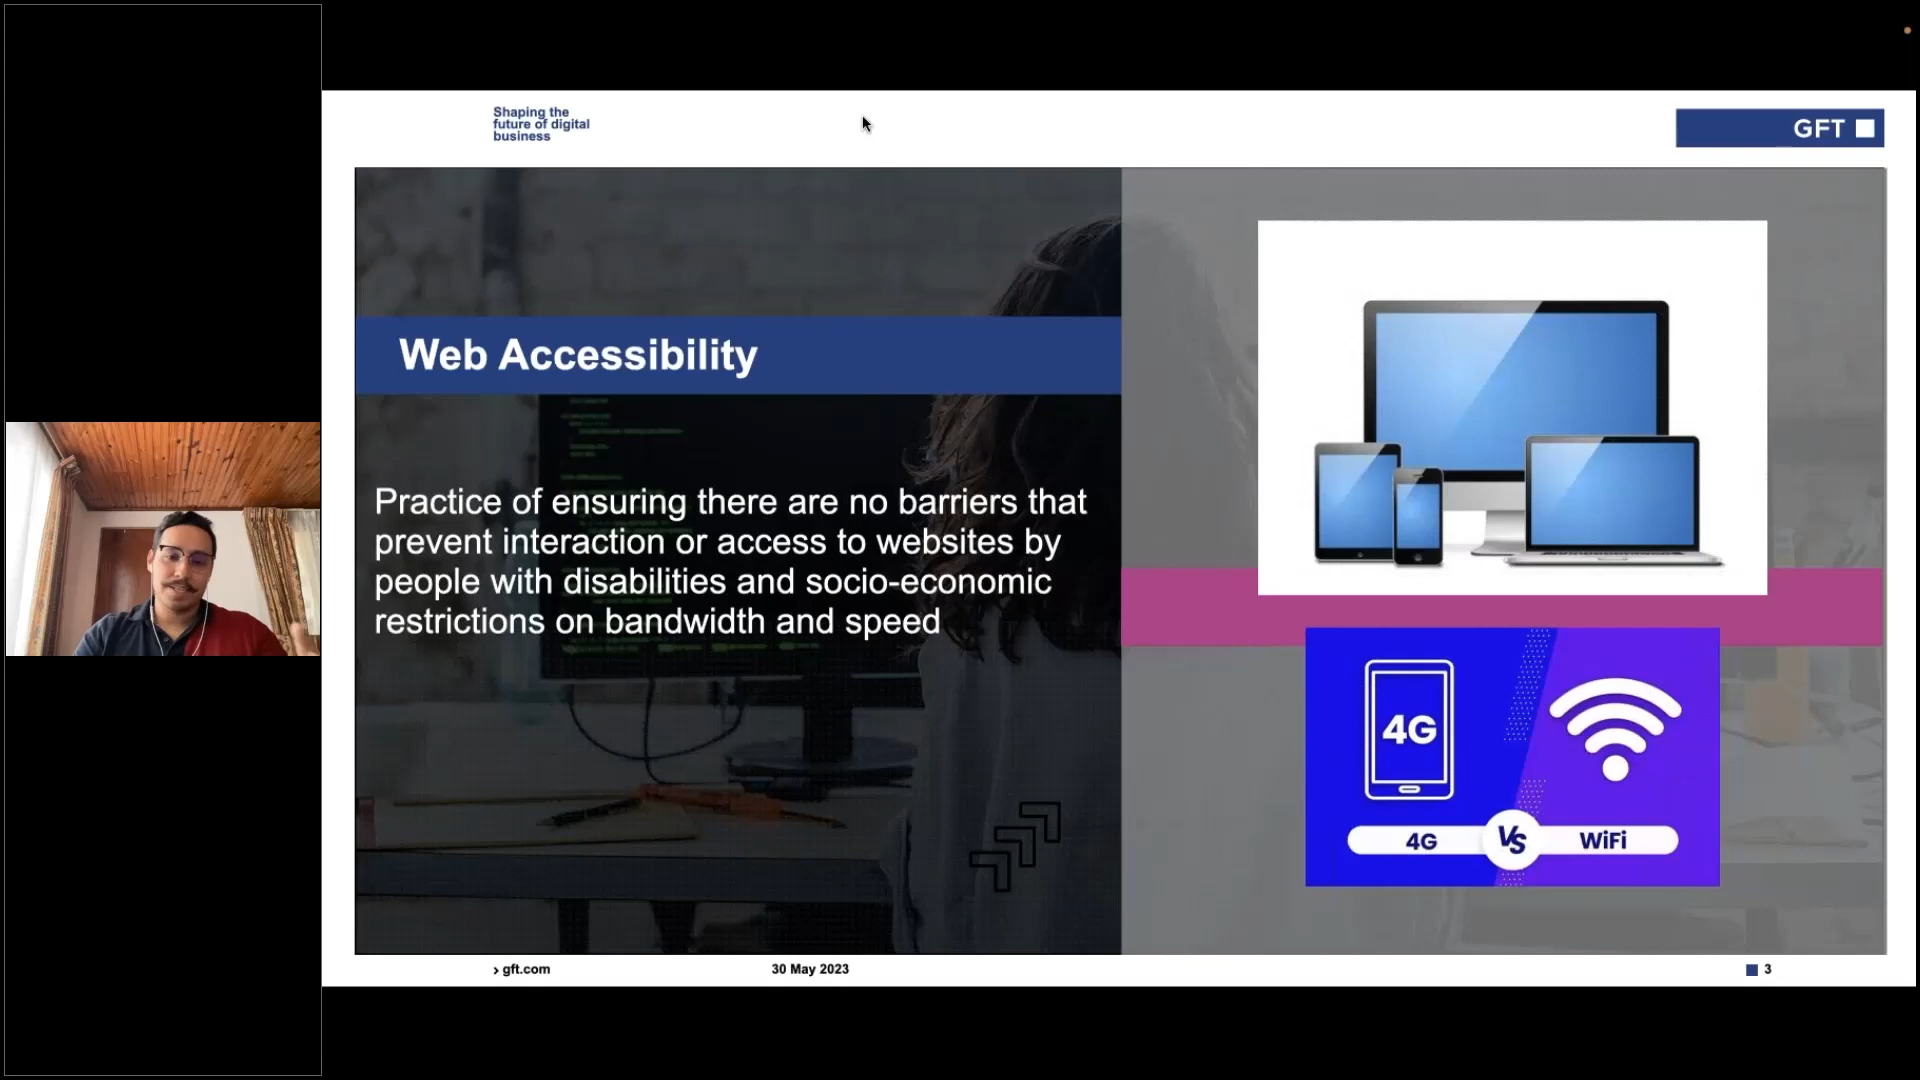 Shaping the
future of digital
business
GFT
Web Accessibility
Practice of ensuring there are no barriers that
prevent interaction or access to websites by
people with disabilities and socio-economic
restrictions on bandwidth and speed
4G
4G VS WiFi
› gft.com
30 May 2023
3